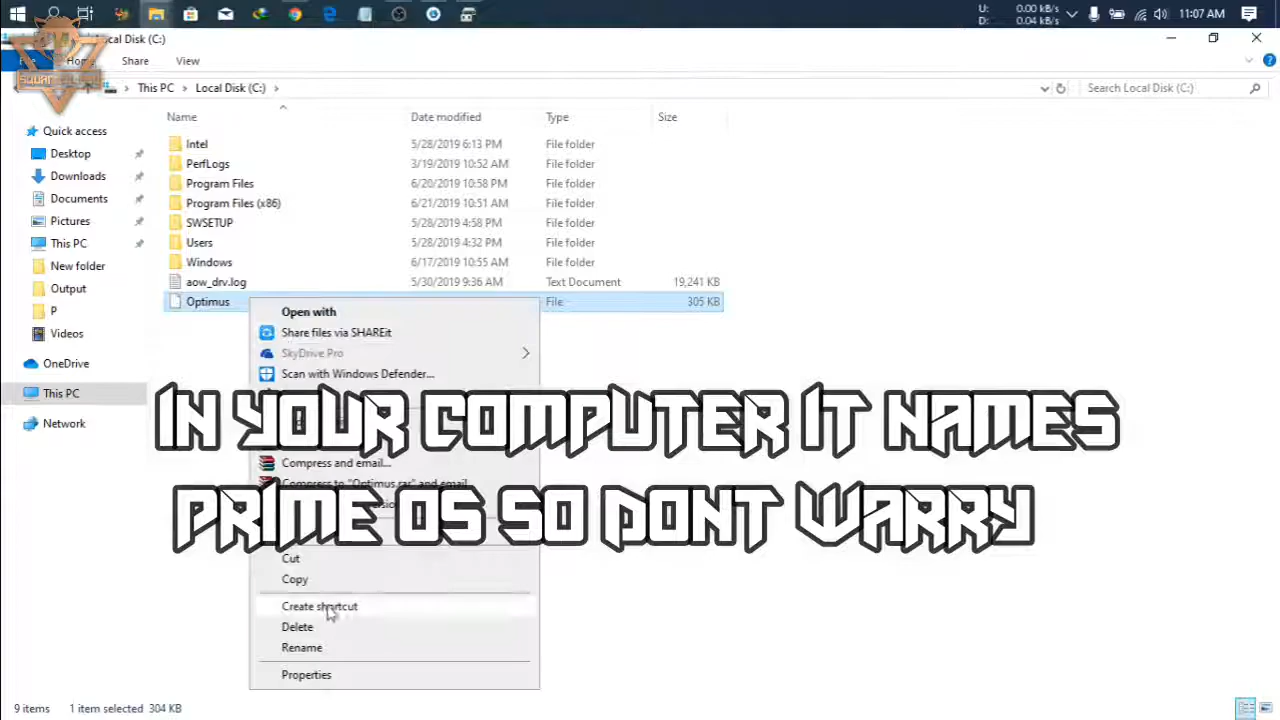 U: 0.00 kB/s
D: 0.04 kB/s
11:07 AM
Local Disk (C:)
Home
Share
View
This PC
Local Disk (C:)
Search Local Disk (C:)
Name
Date modified
Type
Size
Quick access
Desktop
Downloads
Documents
Pictures
This PC
New folder
Output
P
Videos
OneDrive
This PC
Network
Intel 5/28/2019 6:13 PM File folder
PerfLogs 3/19/2019 10:52 AM File folder
Program Files 6/20/2019 10:58 PM File folder
Program Files (x86) 6/21/2019 10:51 AM File folder
SWSETUP 5/28/2019 4:58 PM File folder
Users 5/28/2019 4:32 PM File folder
Windows 6/17/2019 10:55 AM File folder
aow_drv.log 5/30/2019 9:36 AM Text Document 19,241 KB
Optimus File 305 KB
Open with
Share files via SHAREit
SkyDrive Pro
Scan with Windows Defender...
IN YOUR COMPUTER IT NAMES
Compress and email...
Compress to "Optimus.rar" and email
PRIME OS SO DONT WARRY
Cut
Copy
Create shortcut
Delete
Rename
Properties
9 items
1 item selected 304 KB